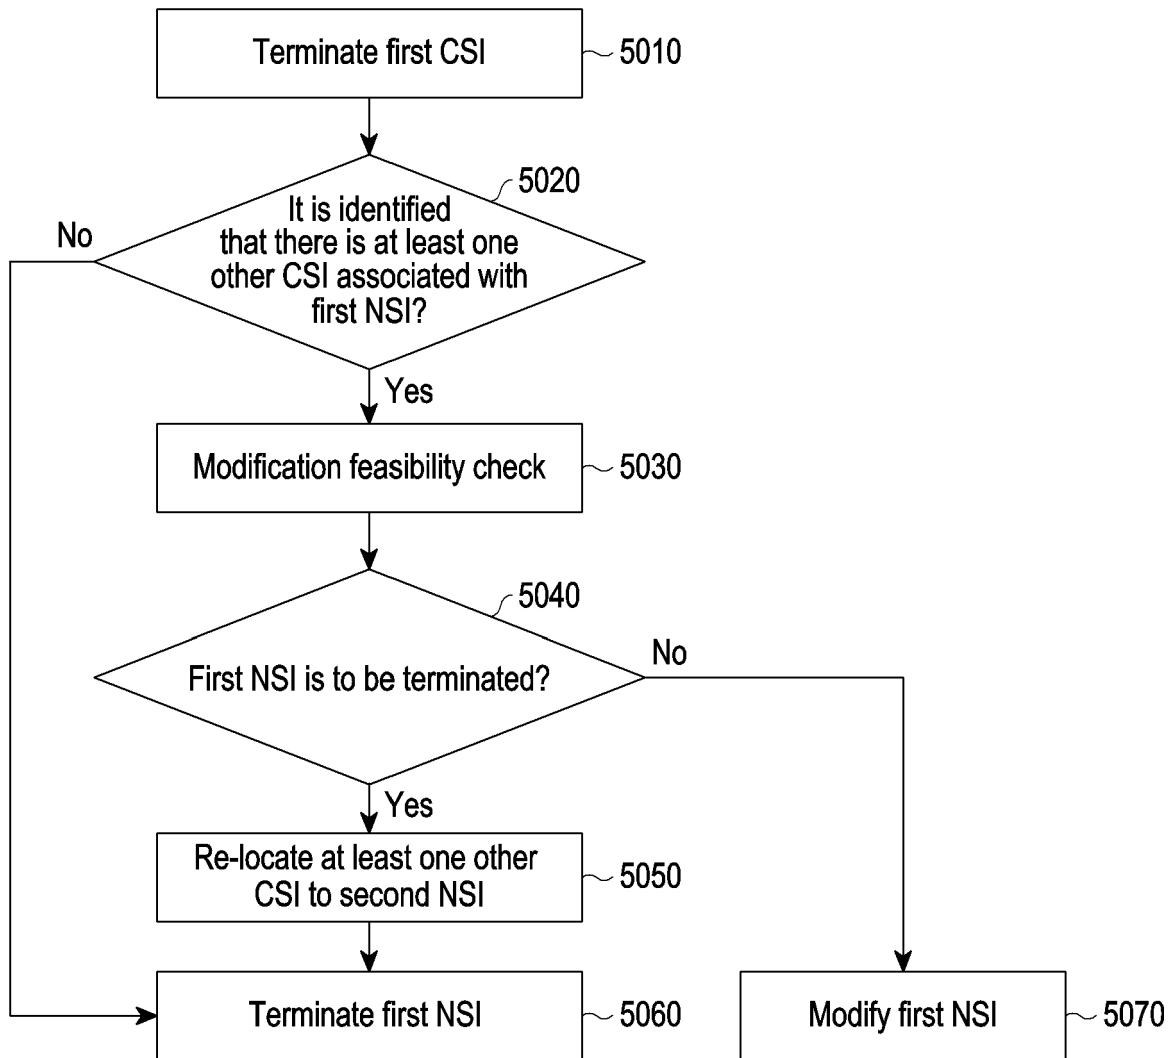 Terminate first CSI
5010
5020
It is identified
that there is at least one
other CSI associated with
first NSI?
No
Yes
Modification feasibility check
5030
5040
First NSI is to be terminated?
No
Yes
Re-locate at least one other
CSI to second NSI
5050
Terminate first NSI
5060
Modify first NSI
5070